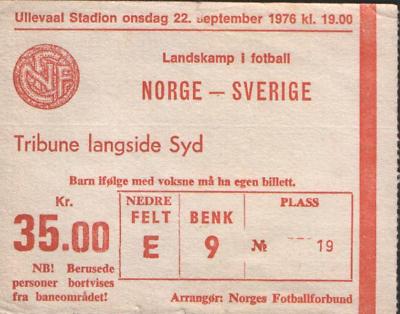 Ullevaal Stadion onsdag 22. september 1976 kl. 19.00
NFF
Landskamp i fotball
NORGE — SVERIGE
Tribune langside Syd
Barn ifølge med voksne må ha egen billett.
Kr.
35.00
NB! Berusede
personer bortvises
fra baneområdet!
NEDRE
FELT
E
BENK
9
PLASS
№ 19
Arrangør: Norges Fotballforbund